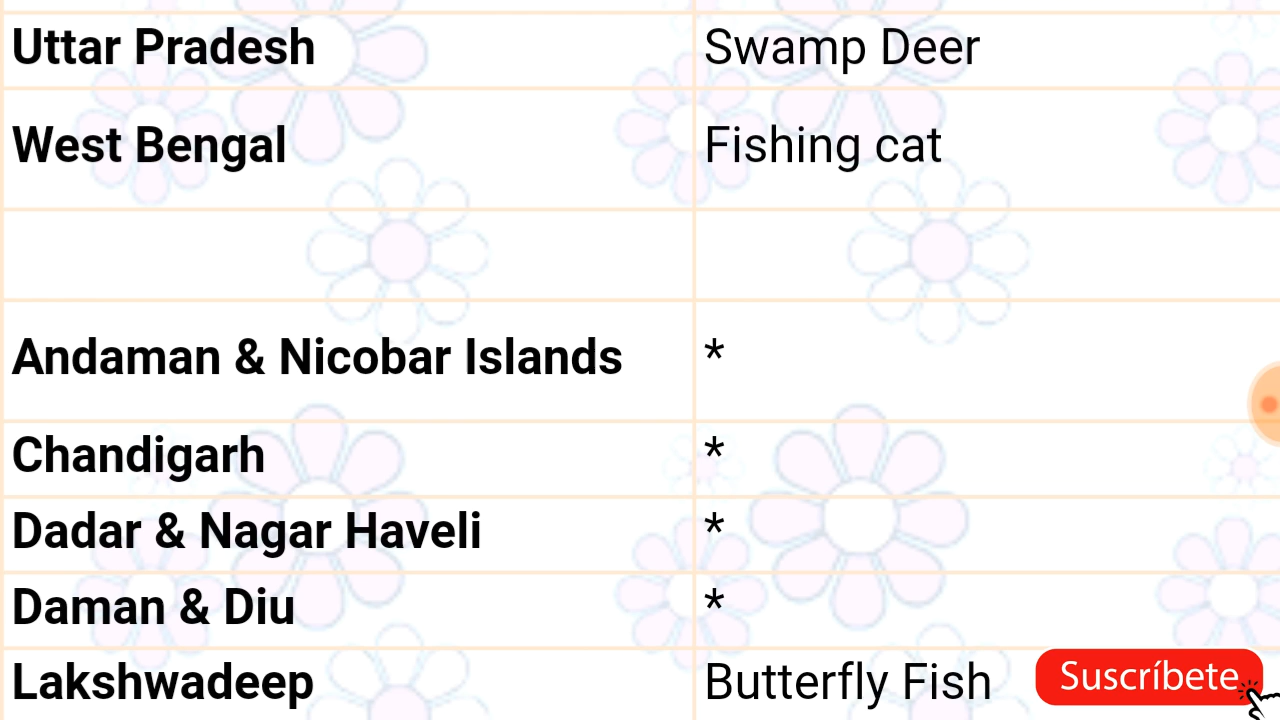 Uttar Pradesh Swamp Deer
West Bengal Fishing cat
Andaman & Nicobar Islands *
Chandigarh *
Dadar & Nagar Haveli *
Daman & Diu *
Lakshwadeep Butterfly Fish
Suscríbete